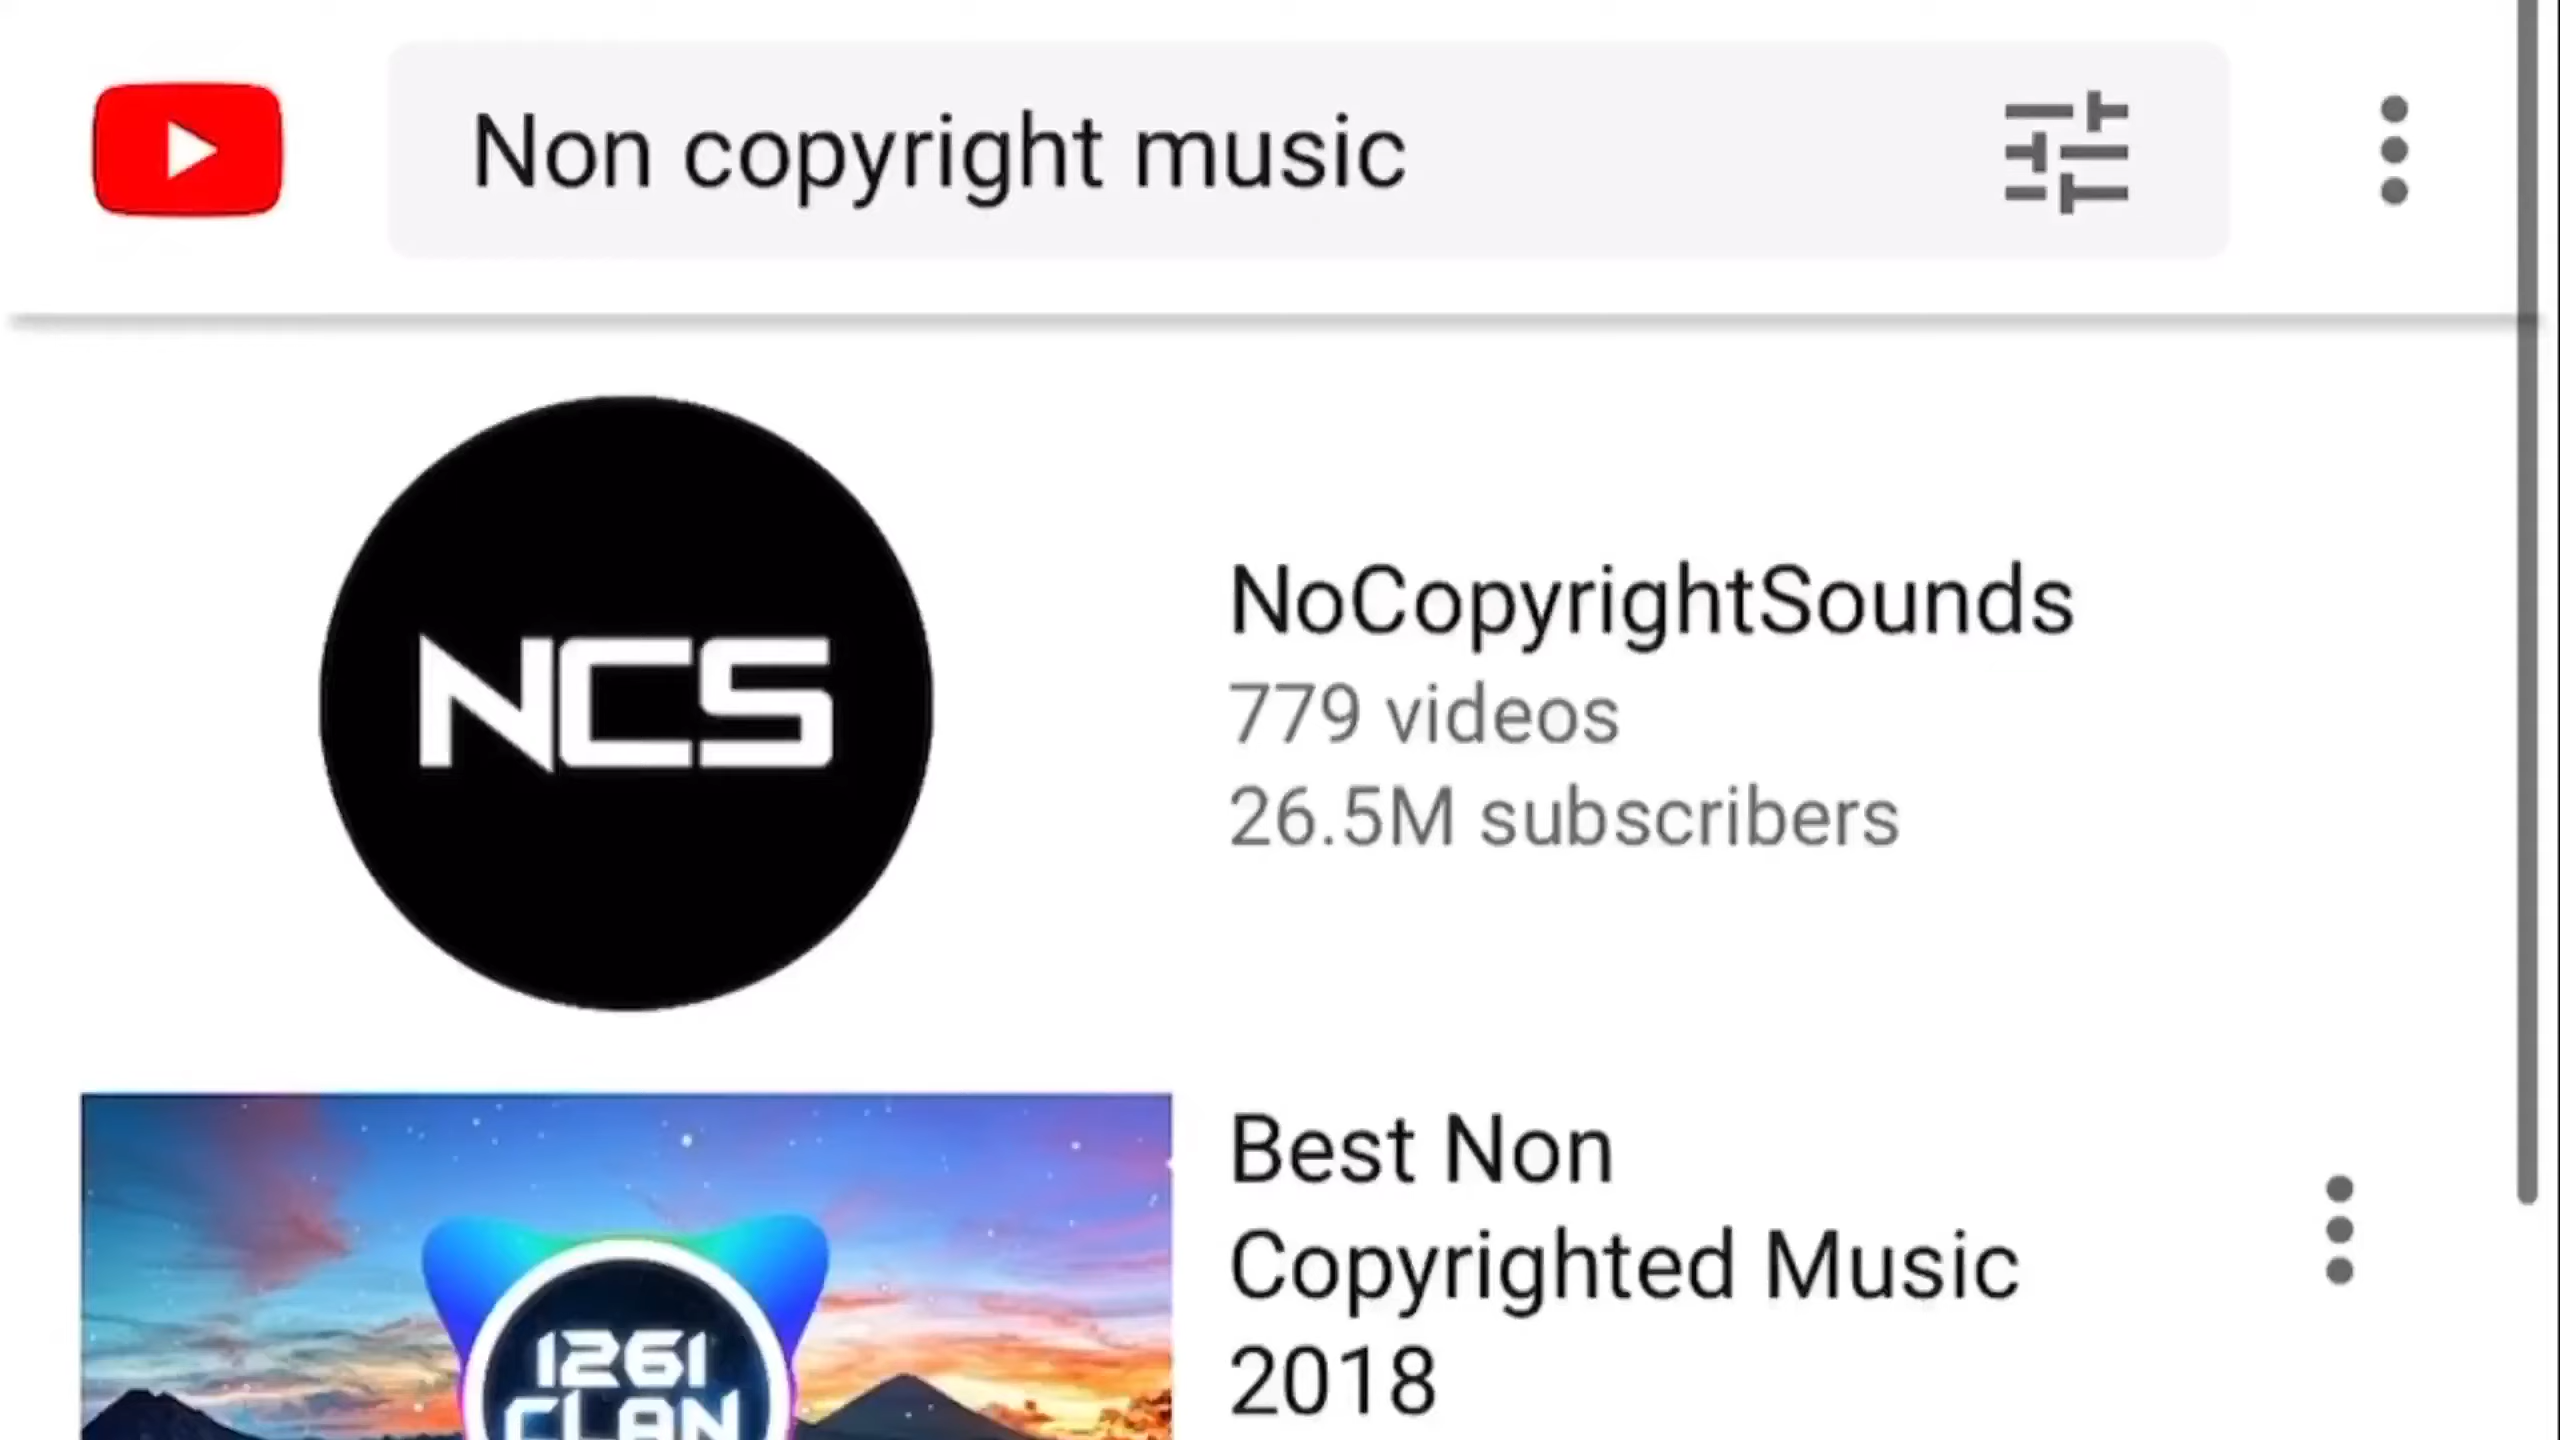 Non copyright music
NCS
NoCopyrightSounds
779 videos
26.5M subscribers
Best Non
Copyrighted Music
2018
1261
CLAN